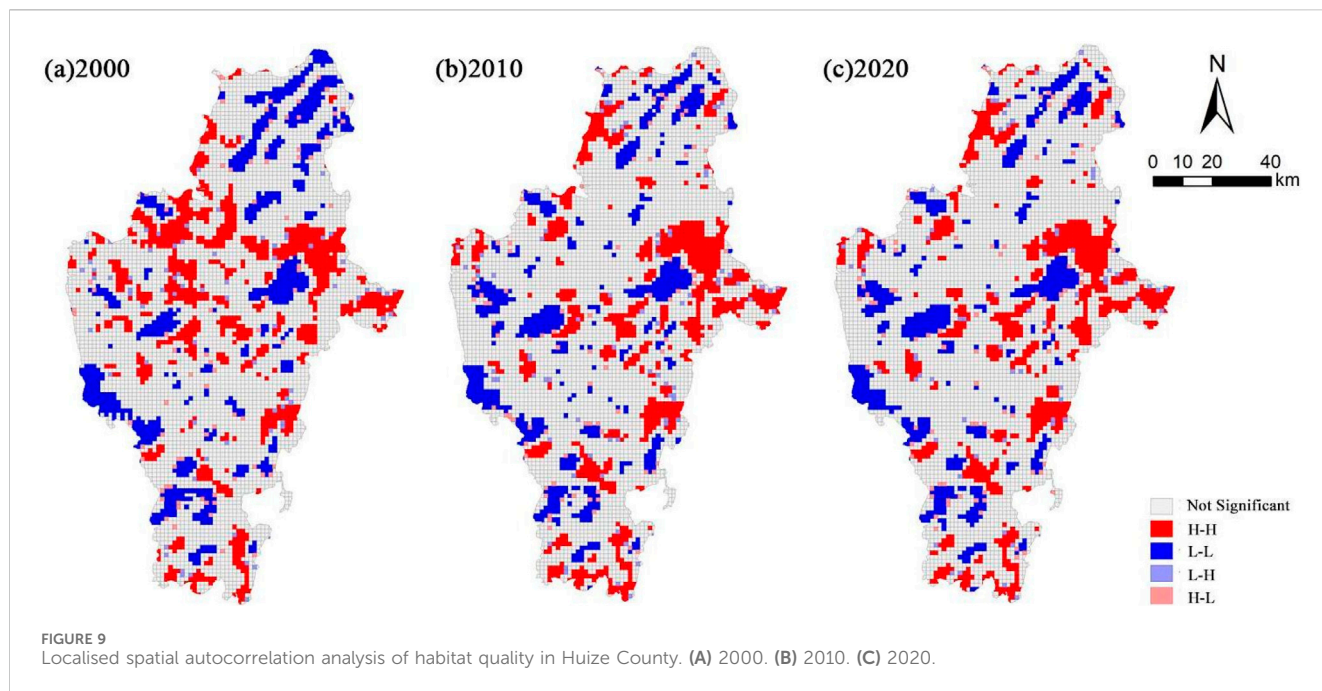 (a)2000
(b)2010
(c)2020
N
0 10 20 40
km
Not Significant
H-H
L-L
L-H
H-L
FIGURE 9
Localised spatial autocorrelation analysis of habitat quality in Huize County. (A) 2000. (B) 2010. (C) 2020.